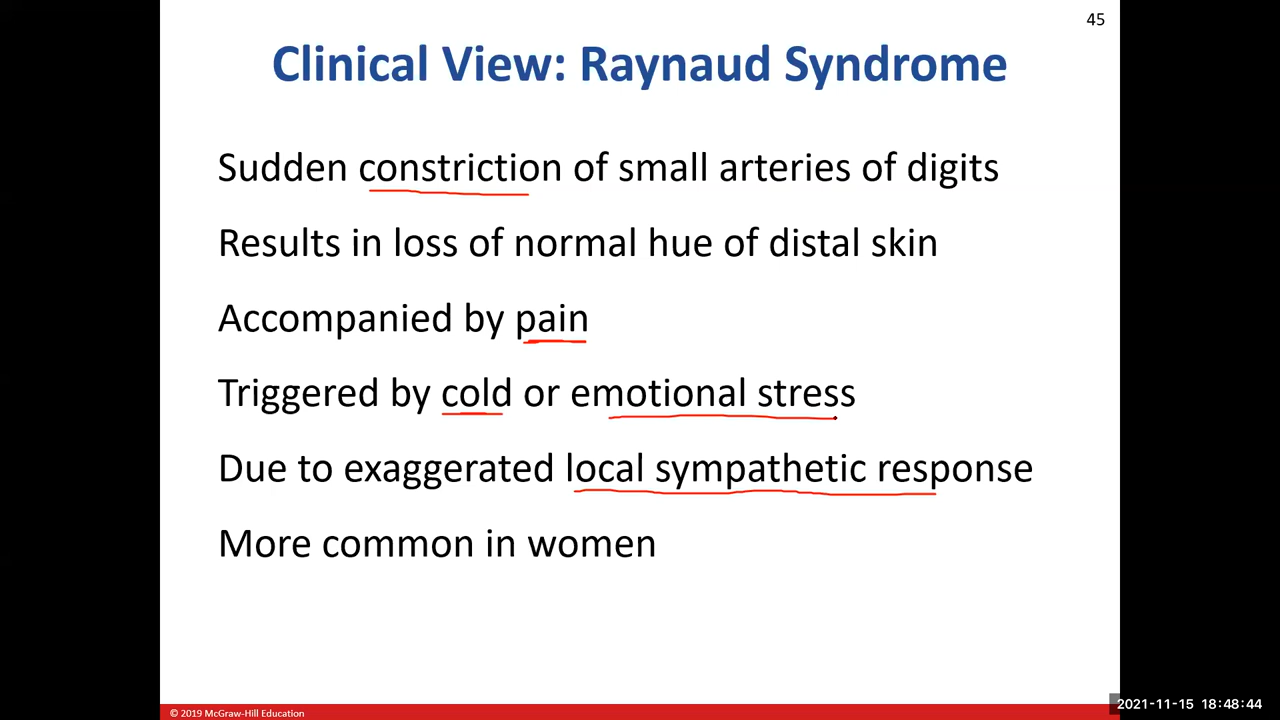 45
Clinical View: Raynaud Syndrome
Sudden constriction of small arteries of digits
Results in loss of normal hue of distal skin
Accompanied by pain
Triggered by cold or emotional stress
Due to exaggerated local sympathetic response
More common in women
© 2019 McGraw-Hill Education
2021-11-15 18:48:44